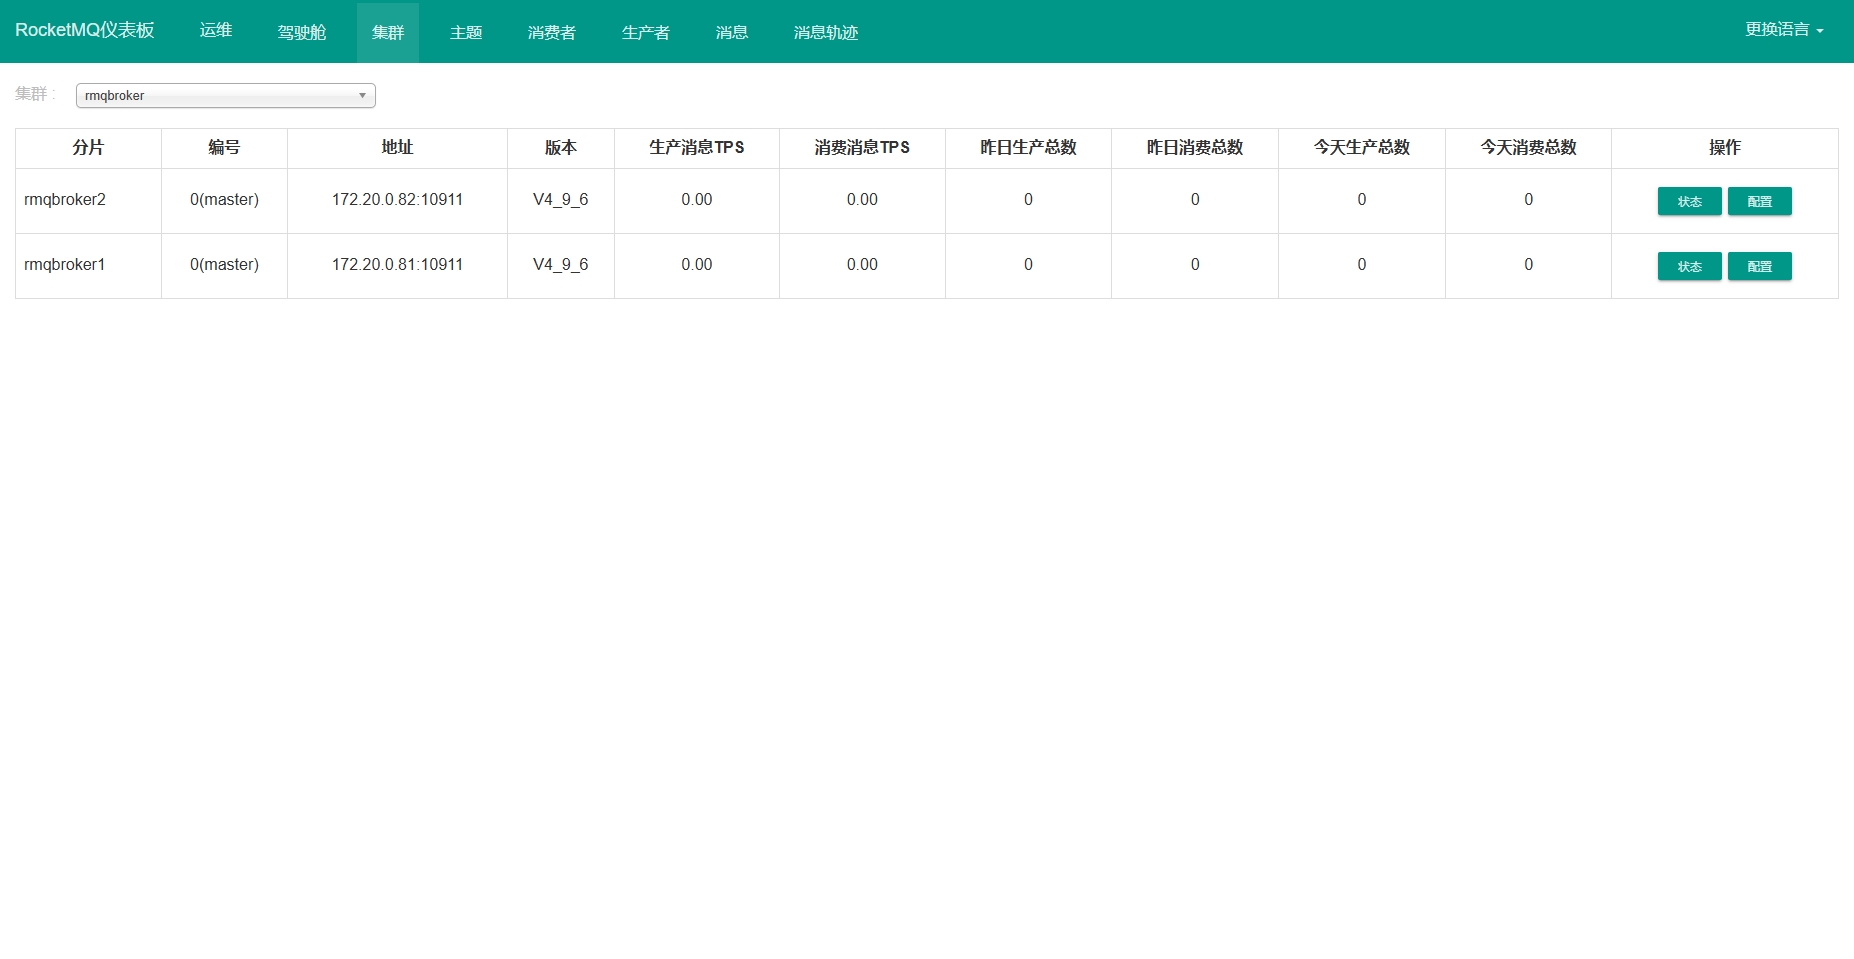 RocketMQ仪表板 运维 驾驶舱 集群 主题 消费者 生产者 消息 消息轨迹 更换语言
集群 : rmqbroker
分片 编号 地址 版本 生产消息TPS 消费消息TPS 昨日生产总数 昨日消费总数 今天生产总数 今天消费总数 操作
rmqbroker2 0(master) 172.20.0.82:10911 V4_9_6 0.00 0.00 0 0 0 0 状态 配置
rmqbroker1 0(master) 172.20.0.81:10911 V4_9_6 0.00 0.00 0 0 0 0 状态 配置